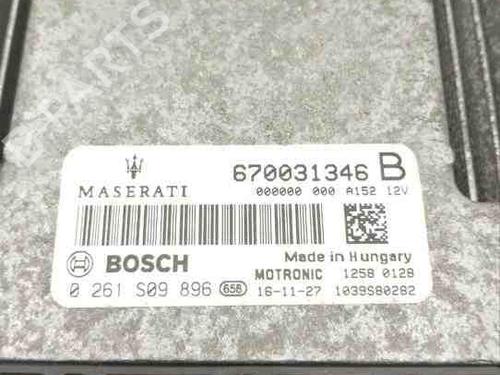 MASERATI
670031346 B
000000 000 A152 12V
BOSCH
Made in Hungary
MOTRONIC 1258 0128
0 261 S09 896 658 16-11-27 1039S80282